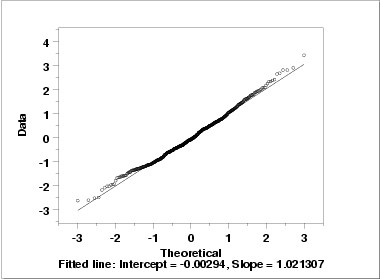 4
3
2
1
0
-1
-2
-3
Data
-3 -2 -1 0 1 2 3
Theoretical
Fitted line: Intercept = -0.00294, Slope = 1.021307